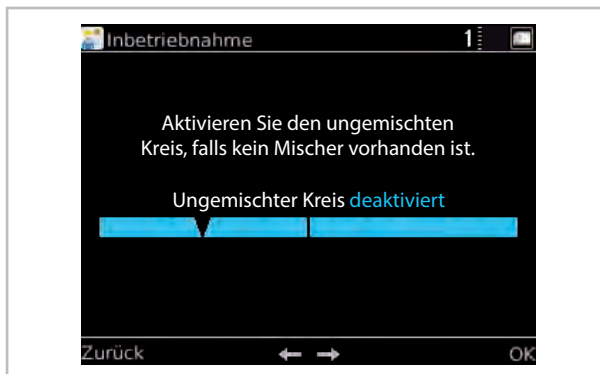 Inbetriebnahme 1
Aktivieren Sie den ungemischten
Kreis, falls kein Mischer vorhanden ist.
Ungemischter Kreis deaktiviert
Zurück OK